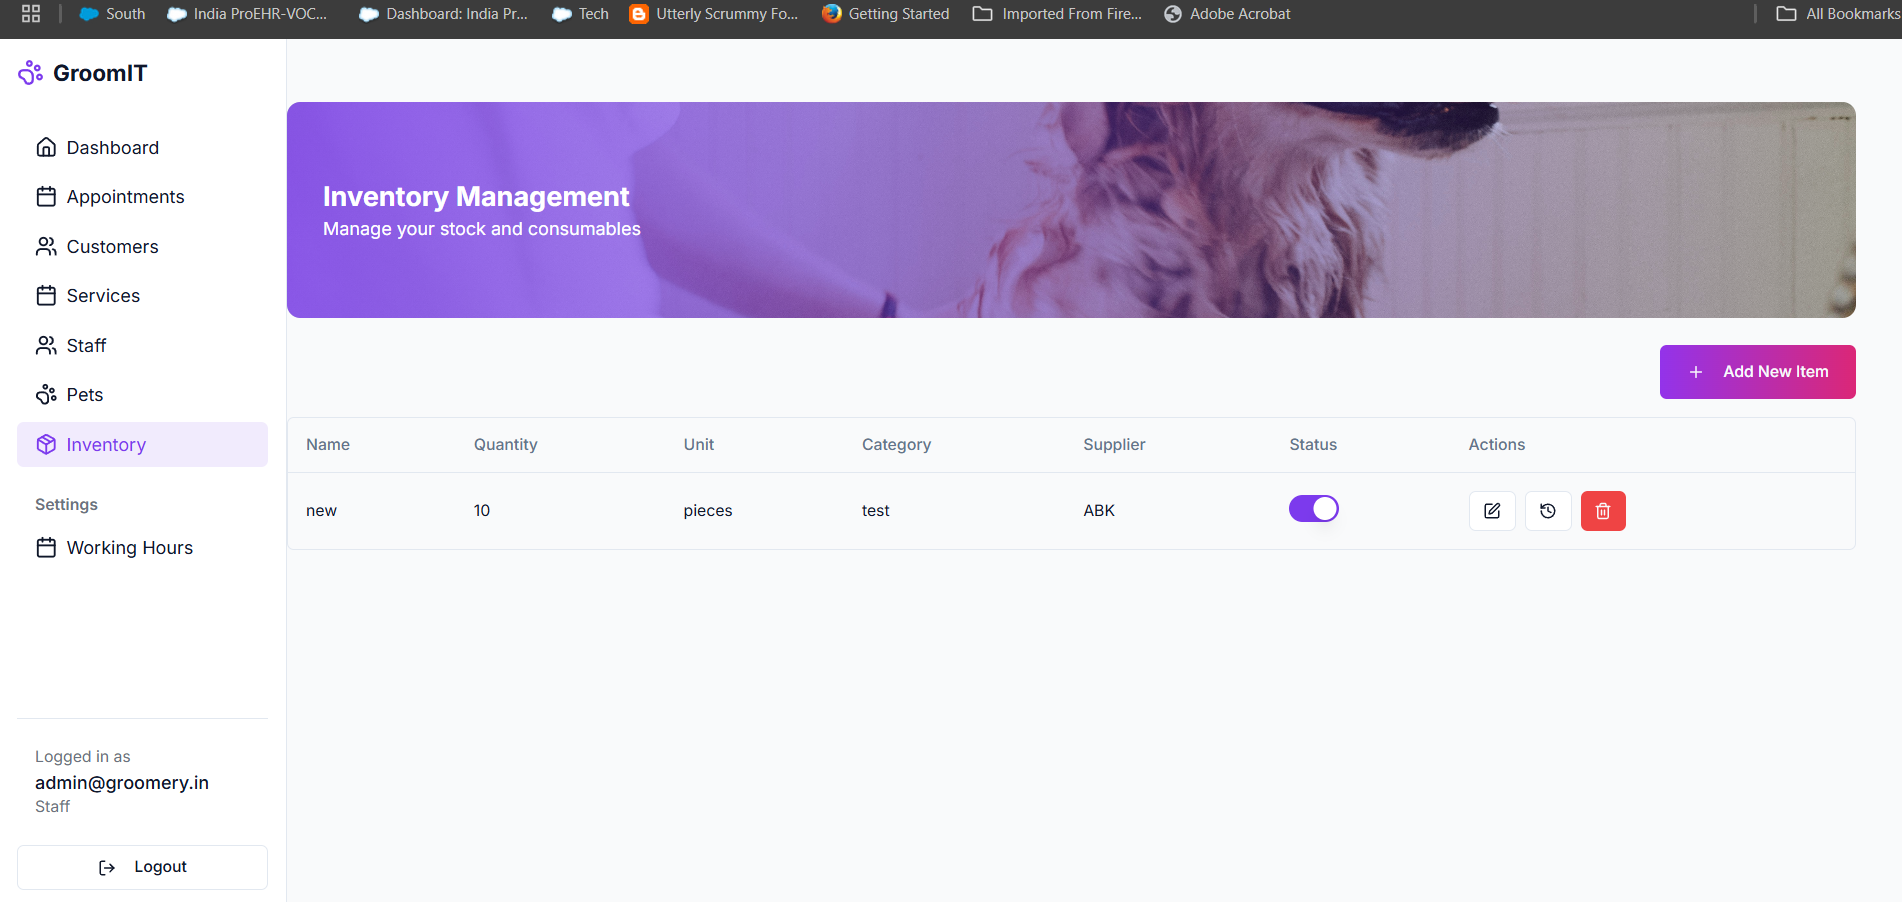 South
India ProEHR-VOC...
Dashboard: India Pr...
Tech
Utterly Scrummy Fo...
Getting Started
Imported From Fire...
Adobe Acrobat
All Bookmarks
GroomIT
Dashboard
Appointments
Customers
Services
Staff
Pets
Inventory
Settings
Working Hours
Logged in as
admin@groomery.in
Staff
Logout
Inventory Management
Manage your stock and consumables
+ Add New Item
Name Quantity Unit Category Supplier Status Actions
new 10 pieces test ABK